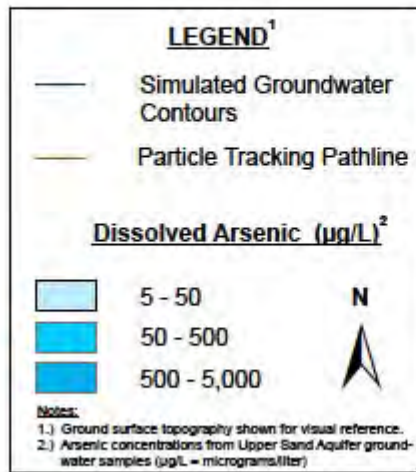 LEGEND¹
Simulated Groundwater
Contours
Particle Tracking Pathline
Dissolved Arsenic (µg/L)²
5 - 50
N
50 - 500
500 - 5,000
Notes:
1.) Ground surface topography shown for visual reference.
2.) Arsenic concentrations from Upper Sand Aquifer ground-
water samples (µg/L = micrograms/liter)